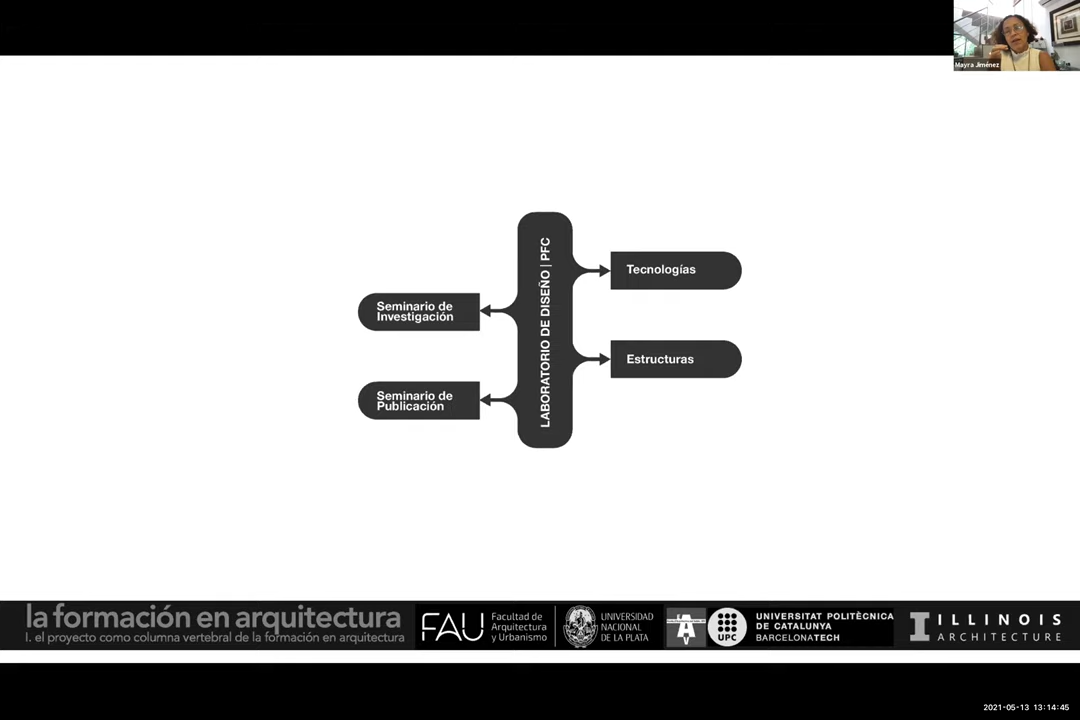 Mayra Jiménez
LABORATORIO DE DISEÑO | PFC
Tecnologías
Seminario de
Investigación
Estructuras
Seminario de
Publicación
la formación en arquitectura
I. el proyecto como columna vertebral de la formación en arquitectura
FAU
Facultad de
Arquitectura
y Urbanismo
UNIVERSIDAD
NACIONAL
DE LA PLATA
UPC
UNIVERSITAT POLITÈCNICA
DE CATALUNYA
BARCELONATECH
ILLINOIS
ARCHITECTURE
2021-05-13 13:14:45